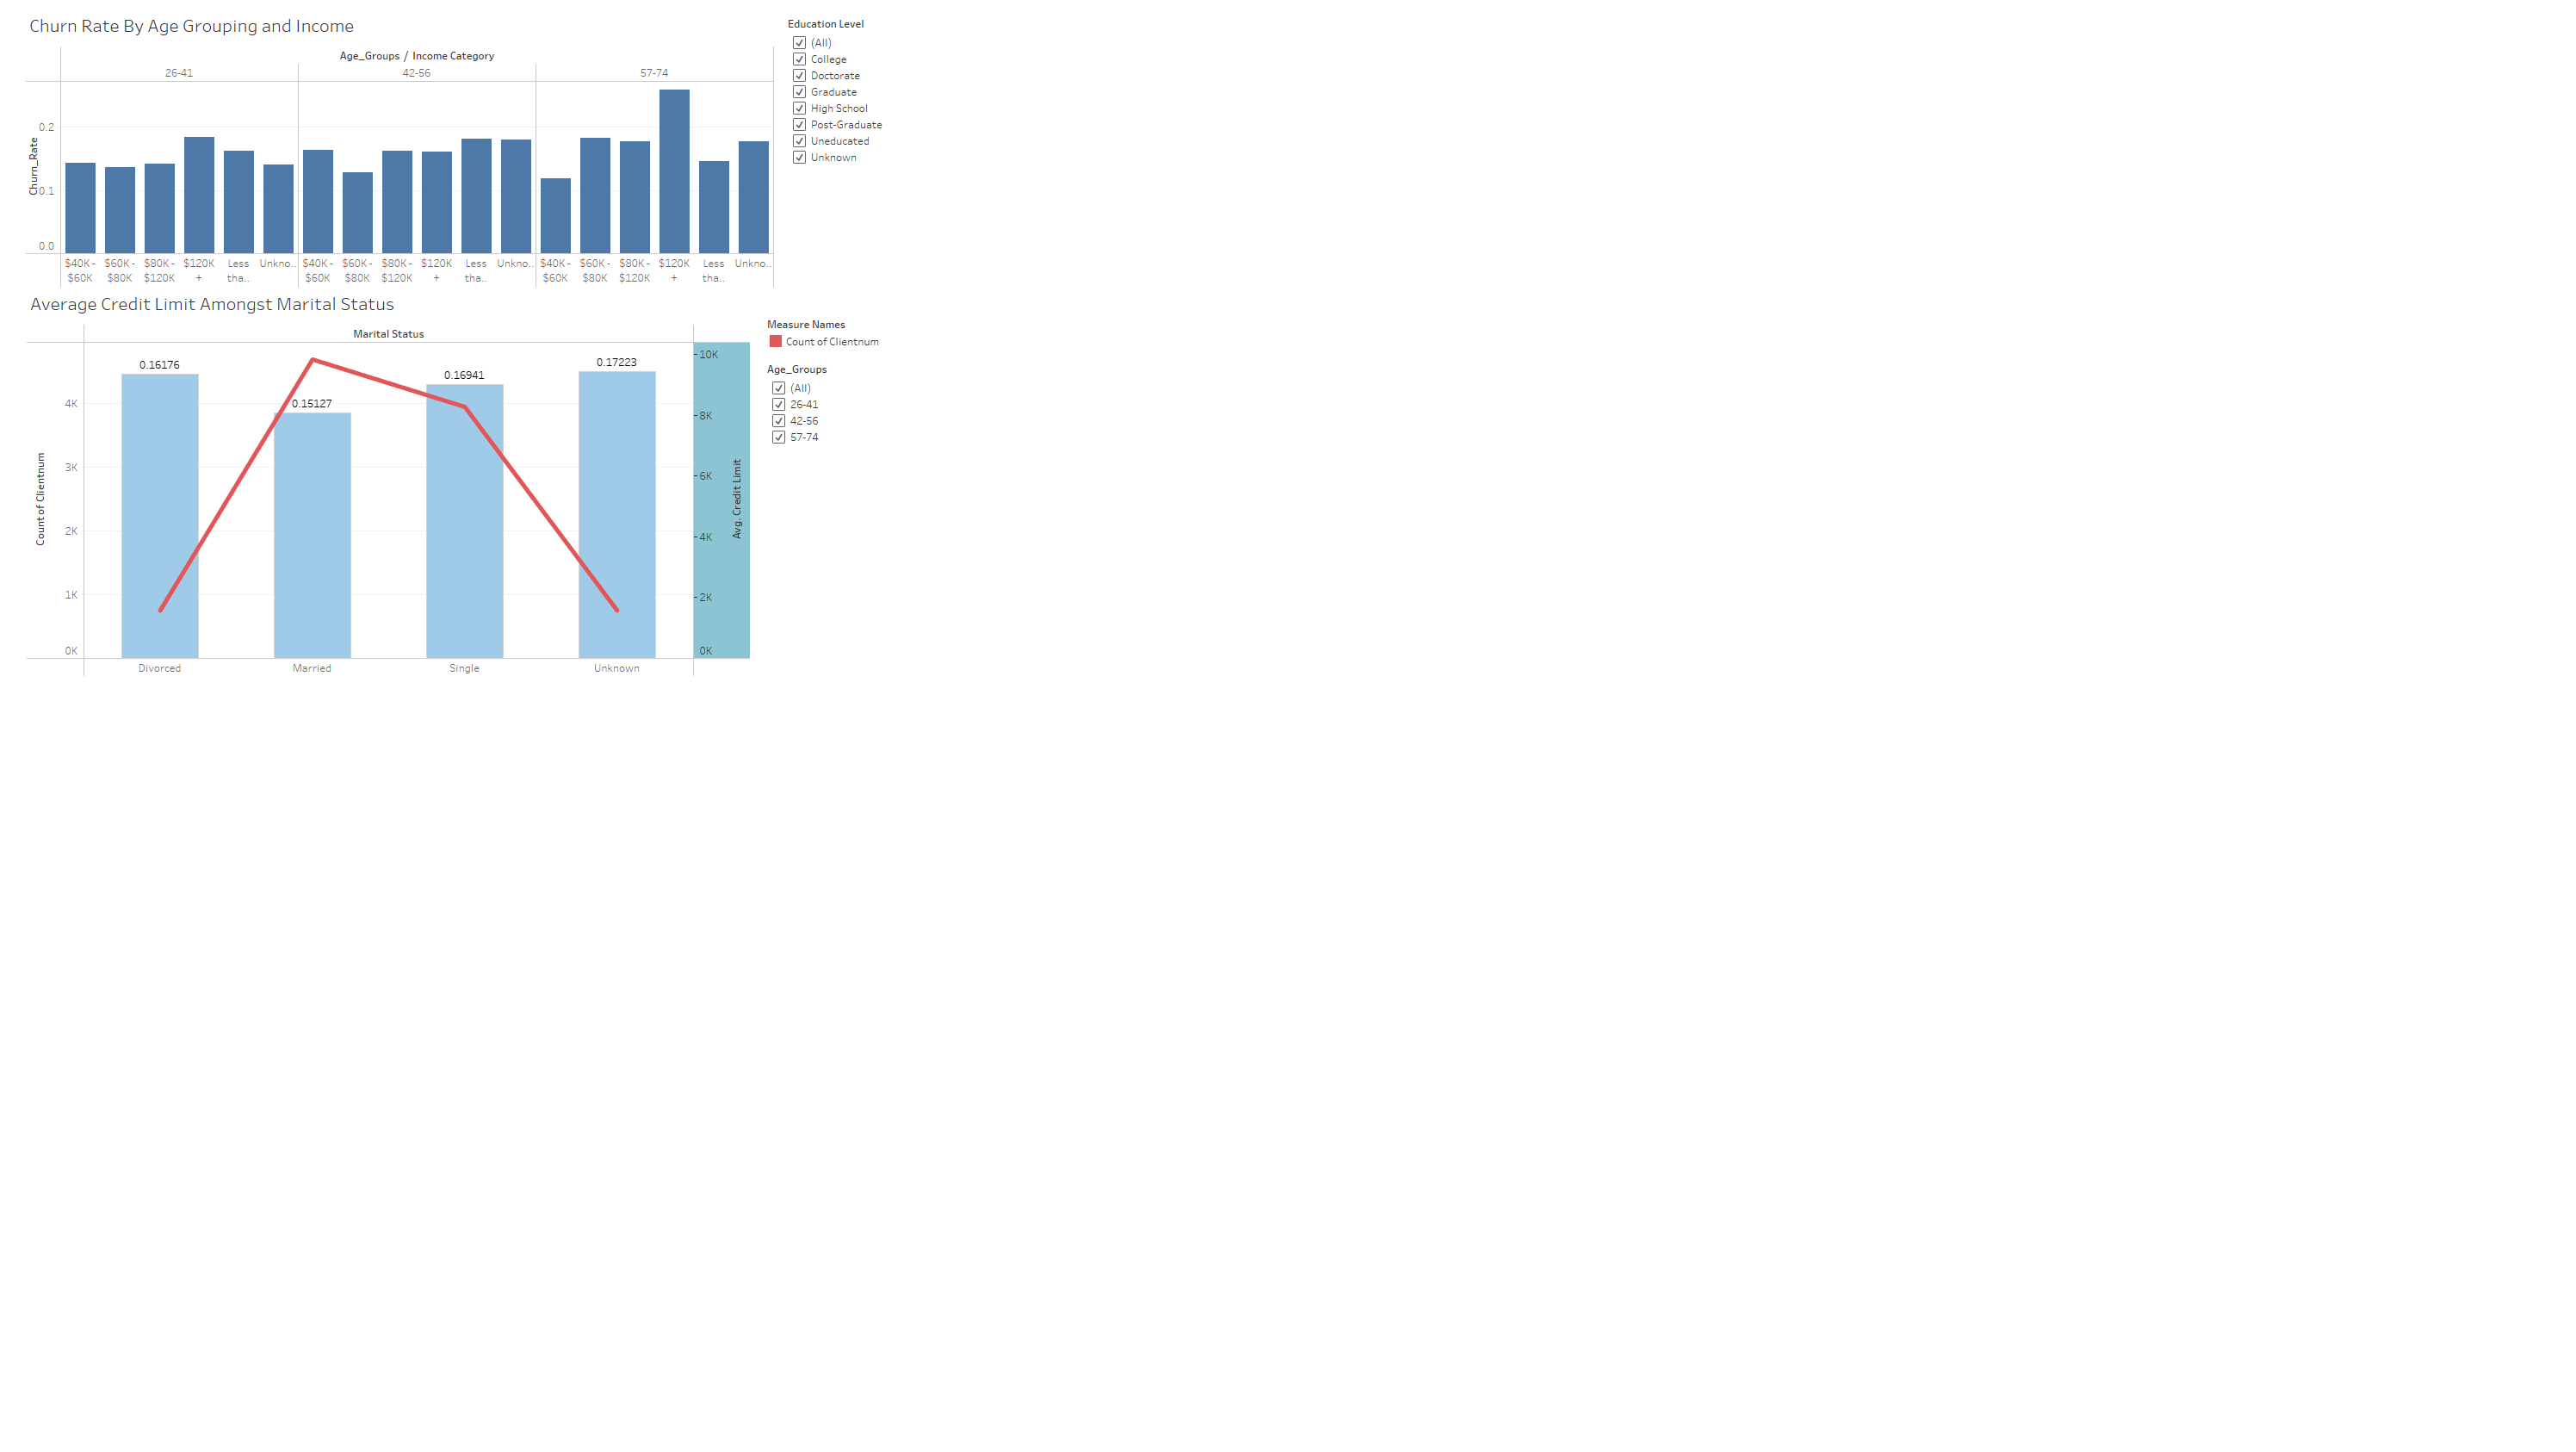 Churn Rate By Age Grouping and Income
Age_Groups / Income Category
26-41 42-56 57-74
Churn_Rate
0.2
0.1
0.0
$40K - $60K - $80K - $120K Less Unkno.. $40K - $60K - $80K - $120K Less Unkno.. $40K - $60K - $80K - $120K Less Unkno..
$60K $80K $120K + tha.. $60K $80K $120K + tha.. $60K $80K $120K + tha..
Education Level
(All)
College
Doctorate
Graduate
High School
Post-Graduate
Uneducated
Unknown
Average Credit Limit Amongst Marital Status
Marital Status
Count of Clientnum
4K
3K
2K
1K
0K
0.16176
0.15127
0.16941
0.17223
10K
8K
6K
4K
2K
0K
Avg. Credit Limit
Divorced Married Single Unknown
Measure Names
Count of Clientnum
Age_Groups
(All)
26-41
42-56
57-74